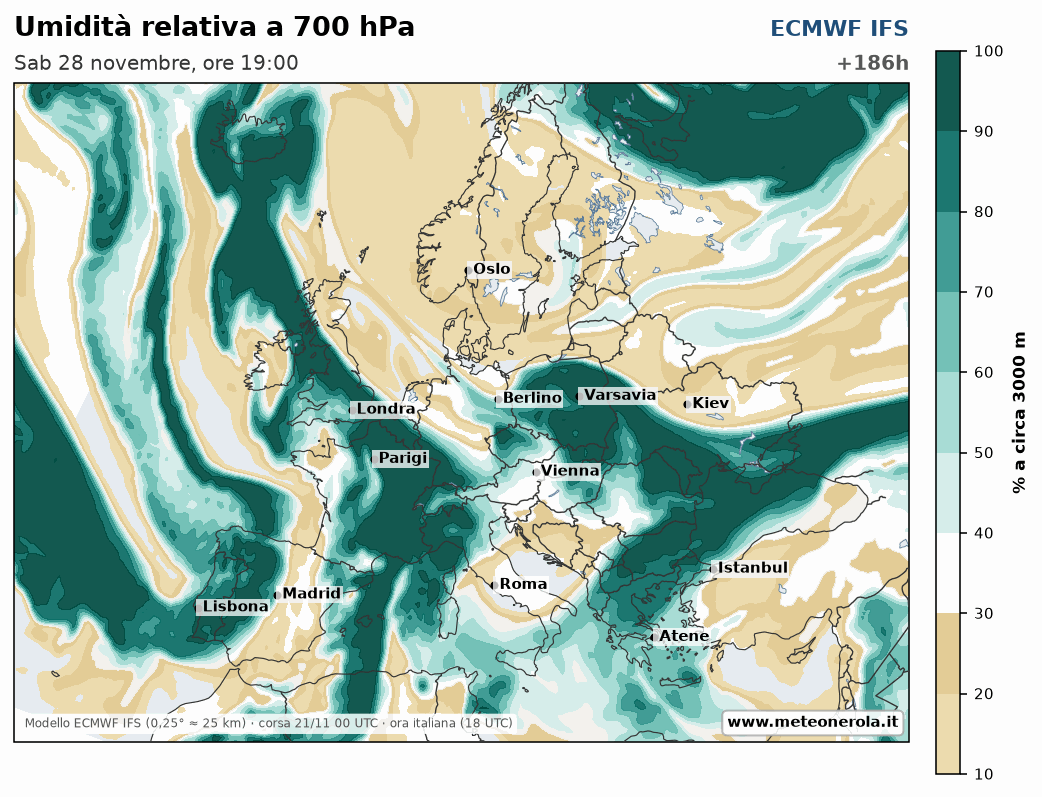 Umidità relativa a 700 hPa
ECMWF IFS
Sab 28 novembre, ore 19:00
+186h
100
90
80
70
60
50
40
30
20
10
% a circa 3000 m
Oslo
Berlino
Varsavia
Kiev
Londra
Parigi
Vienna
Istanbul
Roma
Madrid
Lisbona
Atene
Modello ECMWF IFS (0,25° ≈ 25 km) · corsa 21/11 00 UTC · ora italiana (18 UTC)
www.meteonerola.it